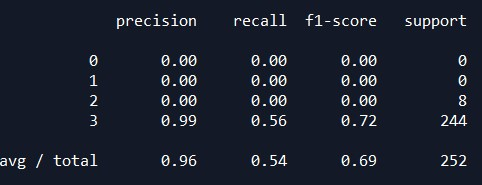 precision recall f1-score support
0 0.00 0.00 0.00 0
1 0.00 0.00 0.00 0
2 0.00 0.00 0.00 8
3 0.99 0.56 0.72 244
avg / total 0.96 0.54 0.69 252